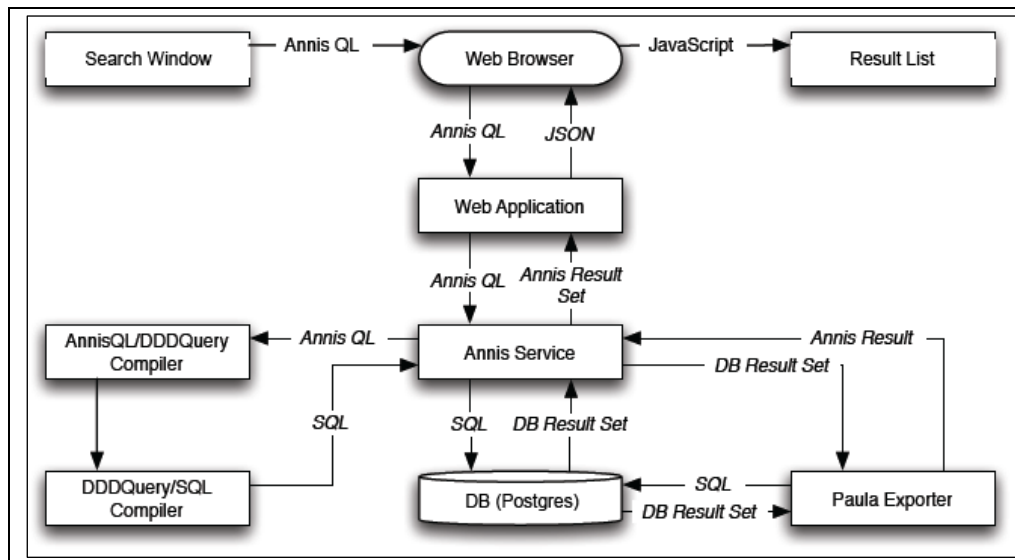 Search Window
Annis QL
Web Browser
JavaScript
Result List
Annis QL
JSON
Web Application
Annis QL
Annis Result
Set
AnnisQL/DDDQuery
Compiler
Annis QL
Annis Service
Annis Result
DB Result Set
SQL
SQL
DB Result Set
DDDQuery/SQL
Compiler
DB (Postgres)
SQL
DB Result Set
Paula Exporter